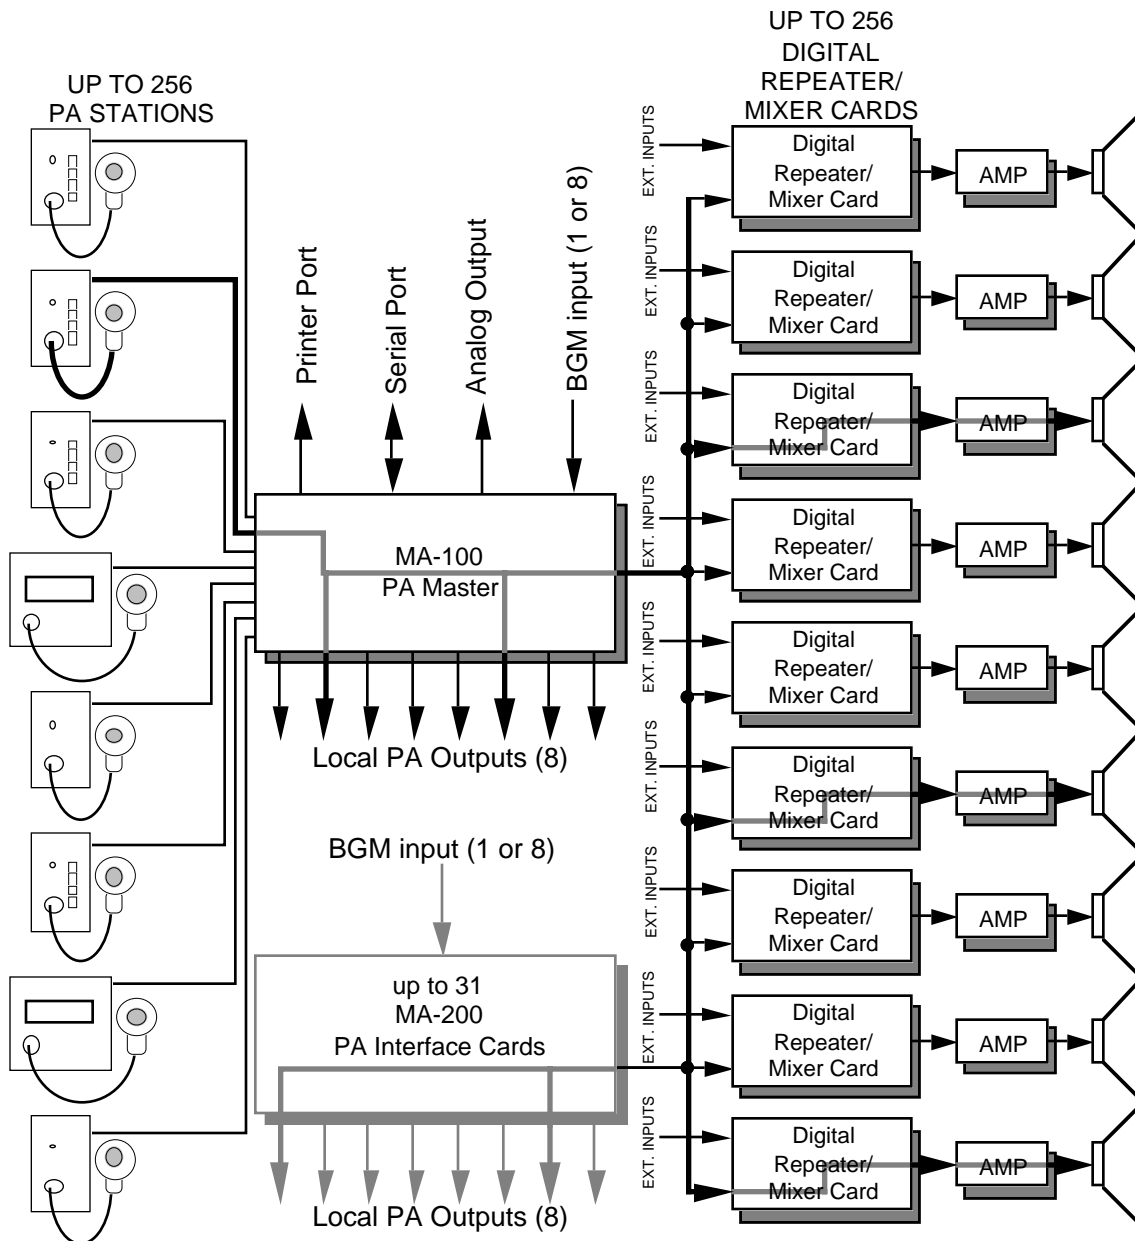 UP TO 256
PA STATIONS
Printer Port
Serial Port
Analog Output
BGM input (1 or 8)
MA-100
PA Master
Local PA Outputs (8)
BGM input (1 or 8)
up to 31
MA-200
PA Interface Cards
Local PA Outputs (8)
UP TO 256
DIGITAL
REPEATER/
MIXER CARDS
EXT. INPUTS
Digital
Repeater/
Mixer Card
AMP
EXT. INPUTS
Digital
Repeater/
Mixer Card
AMP
EXT. INPUTS
Digital
Repeater/
Mixer Card
AMP
EXT. INPUTS
Digital
Repeater/
Mixer Card
AMP
EXT. INPUTS
Digital
Repeater/
Mixer Card
AMP
EXT. INPUTS
Digital
Repeater/
Mixer Card
AMP
EXT. INPUTS
Digital
Repeater/
Mixer Card
AMP
EXT. INPUTS
Digital
Repeater/
Mixer Card
AMP
EXT. INPUTS
Digital
Repeater/
Mixer Card
AMP